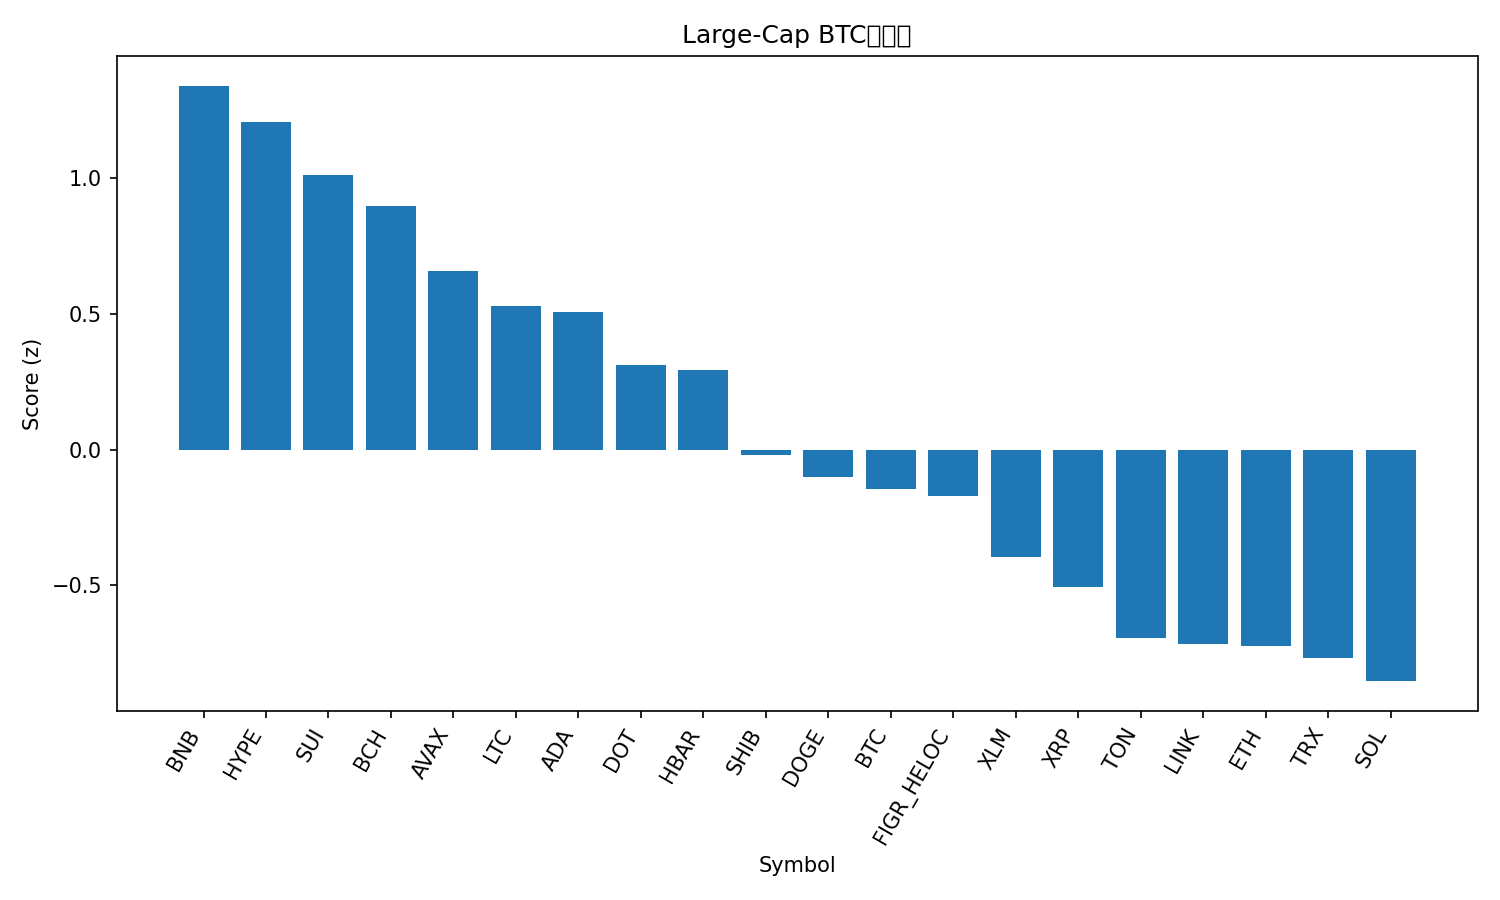 Large-Cap BTC
Score (z)
1.0
0.5
0.0
−0.5
BNB
HYPE
SUI
BCH
AVAX
LTC
ADA
DOT
HBAR
SHIB
DOGE
BTC
FIGR_HELOC
XLM
XRP
TON
LINK
ETH
TRX
SOL
Symbol